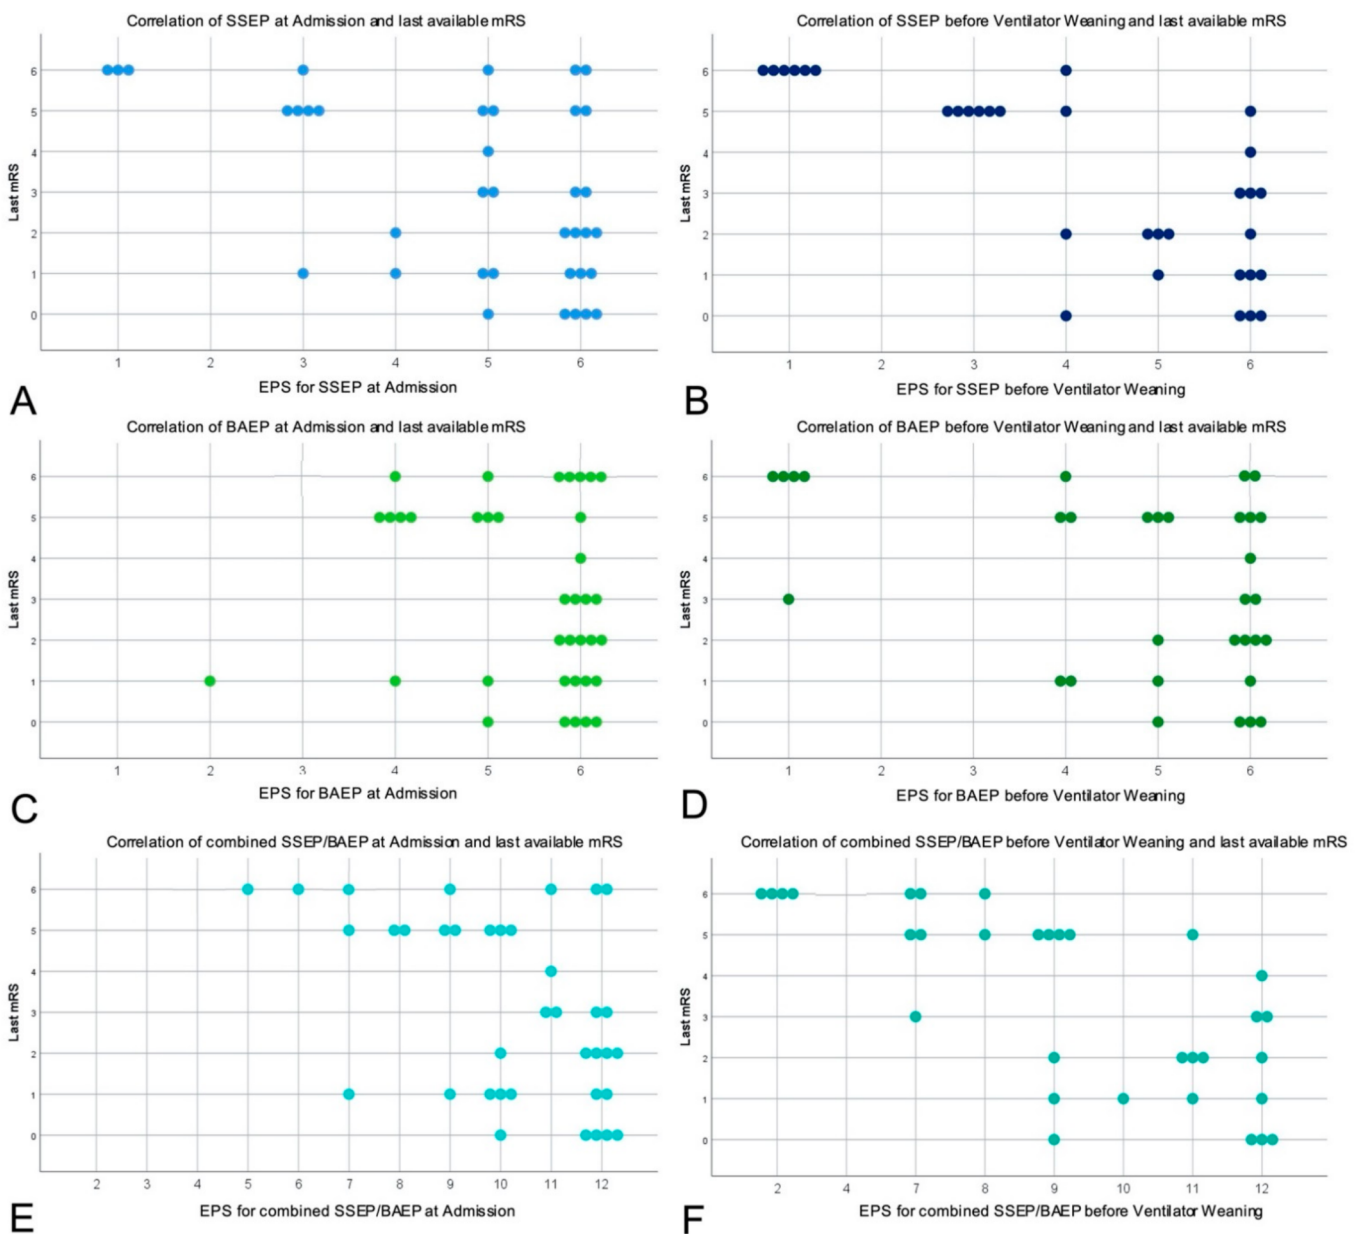 Correlation of SSEP at Admission and last available mRS
6
5
4
3
2
1
0
Last mRS
1 2 3 4 5 6
EPS for SSEP at Admission
A
Correlation of SSEP before Ventilator Weaning and last available mRS
6
5
4
3
2
1
0
Last mRS
1 2 3 4 5 6
EPS for SSEP before Ventilator Weaning
B
Correlation of BAEP at Admission and last available mRS
6
5
4
3
2
1
0
Last mRS
1 2 3 4 5 6
EPS for BAEP at Admission
C
Correlation of BAEP before Ventilator Weaning and last available mRS
6
5
4
3
2
1
0
Last mRS
1 2 3 4 5 6
EPS for BAEP before Ventilator Weaning
D
Correlation of combined SSEP/BAEP at Admission and last available mRS
6
5
4
3
2
1
0
Last mRS
2 3 4 5 6 7 8 9 10 11 12
EPS for combined SSEP/BAEP at Admission
E
Correlation of combined SSEP/BAEP before Ventilator Weaning and last available mRS
6
5
4
3
2
1
0
Last mRS
2 4 7 8 9 10 11 12
EPS for combined SSEP/BAEP before Ventilator Weaning
F